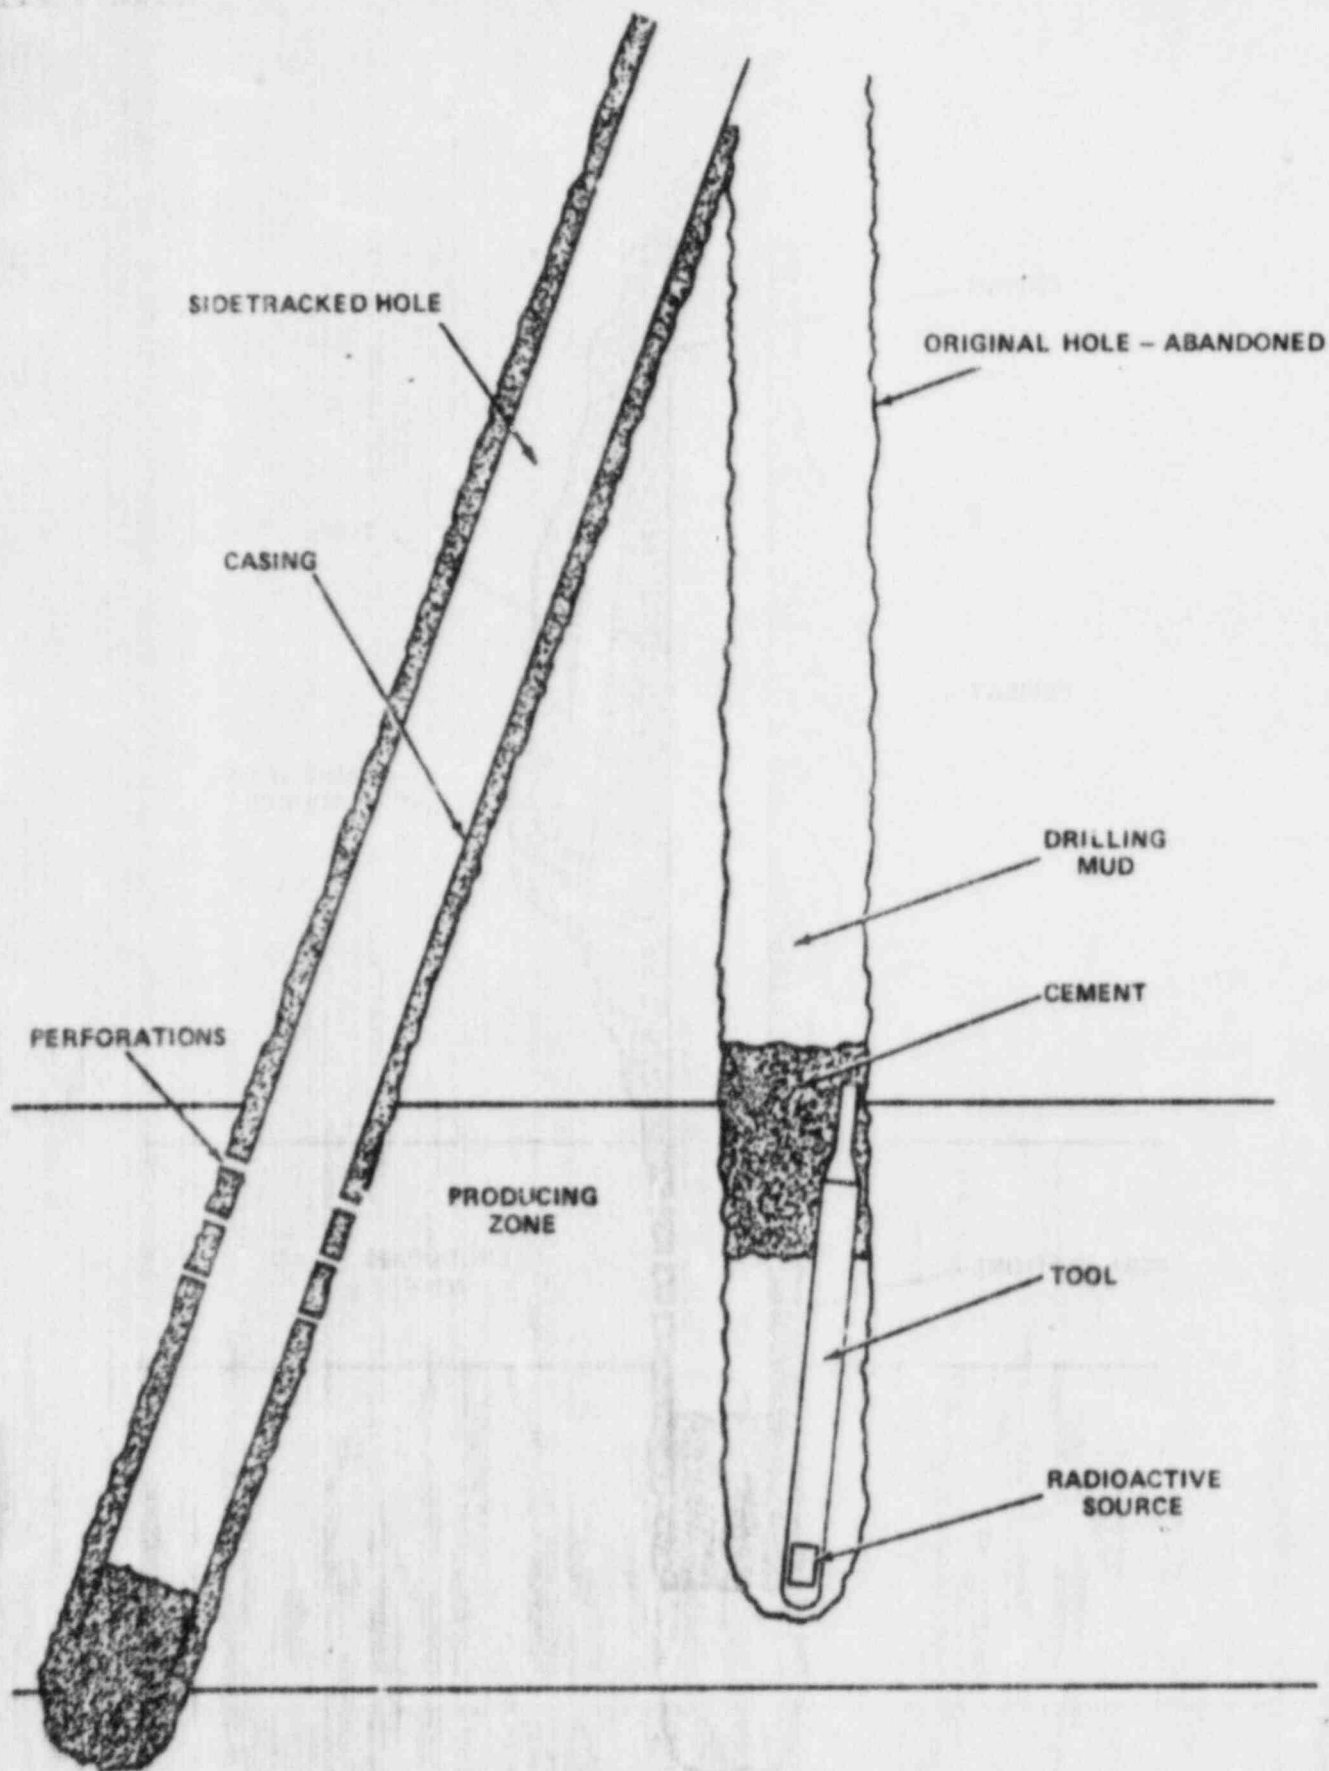 SIDETRACKED HOLE
ORIGINAL HOLE – ABANDONED
CASING
DRILLING
MUD
CEMENT
PERFORATIONS
PRODUCING
ZONE
TOOL
RADIOACTIVE
SOURCE